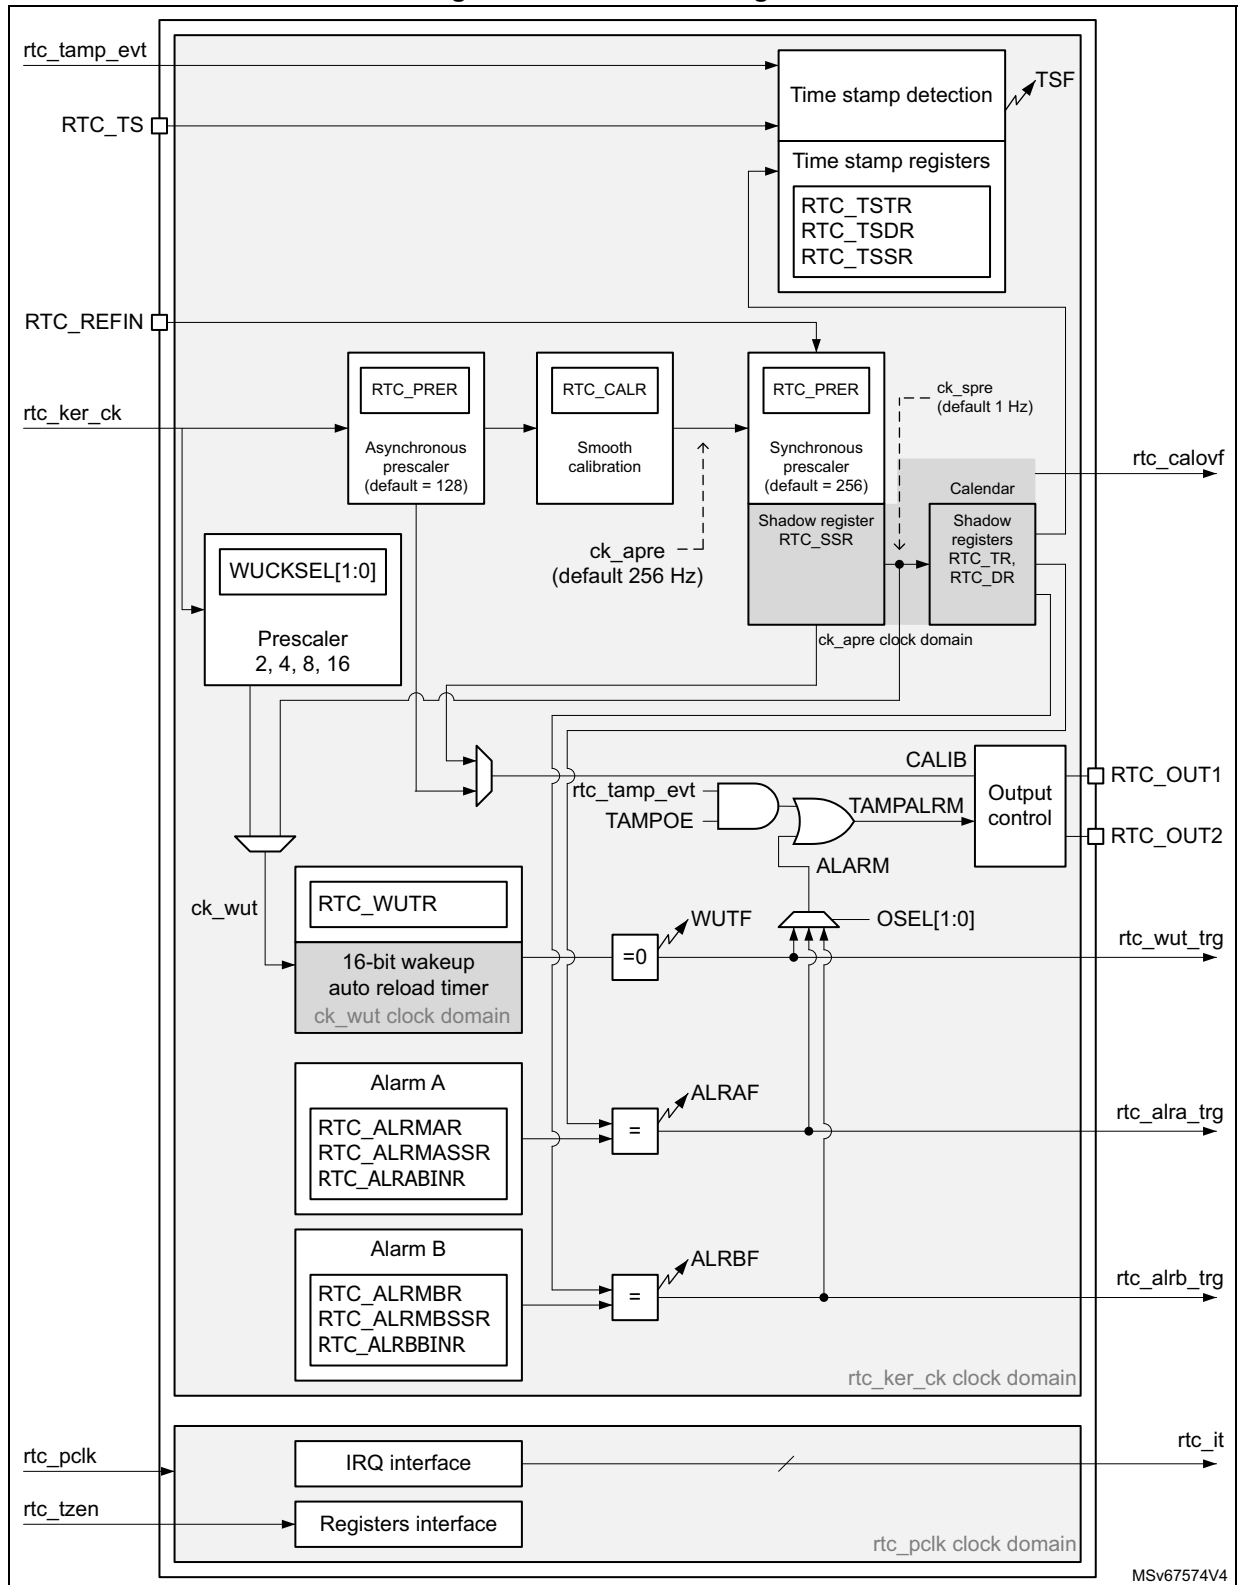 rtc_tamp_evt
Time stamp detection
TSF
RTC_TS
Time stamp registers
RTC_TSTR
RTC_TSDR
RTC_TSSR
RTC_REFIN
RTC_PRER
RTC_CALR
RTC_PRER
ck_spre
(default 1 Hz)
rtc_ker_ck
Asynchronous
prescaler
(default = 128)
Smooth
calibration
Synchronous
prescaler
(default = 256)
rtc_calovf
Calendar
Shadow register
RTC_SSR
Shadow
registers
RTC_TR,
RTC_DR
ck_apre
(default 256 Hz)
WUCKSEL[1:0]
Prescaler
2, 4, 8, 16
ck_apre clock domain
CALIB
rtc_tamp_evt
TAMPOE
TAMPALRM
Output
control
RTC_OUT1
RTC_OUT2
ALARM
ck_wut
RTC_WUTR
WUTF
OSEL[1:0]
rtc_wut_trg
=0
16-bit wakeup
auto reload timer
ck_wut clock domain
Alarm A
RTC_ALRMAR
RTC_ALRMASSR
RTC_ALRABINR
=
ALRAF
rtc_alra_trg
Alarm B
RTC_ALRMBR
RTC_ALRMBSSR
RTC_ALRBBINR
=
ALRBF
rtc_alrb_trg
rtc_ker_ck clock domain
rtc_pclk
IRQ interface
rtc_it
rtc_tzen
Registers interface
rtc_pclk clock domain
MSv67574V4